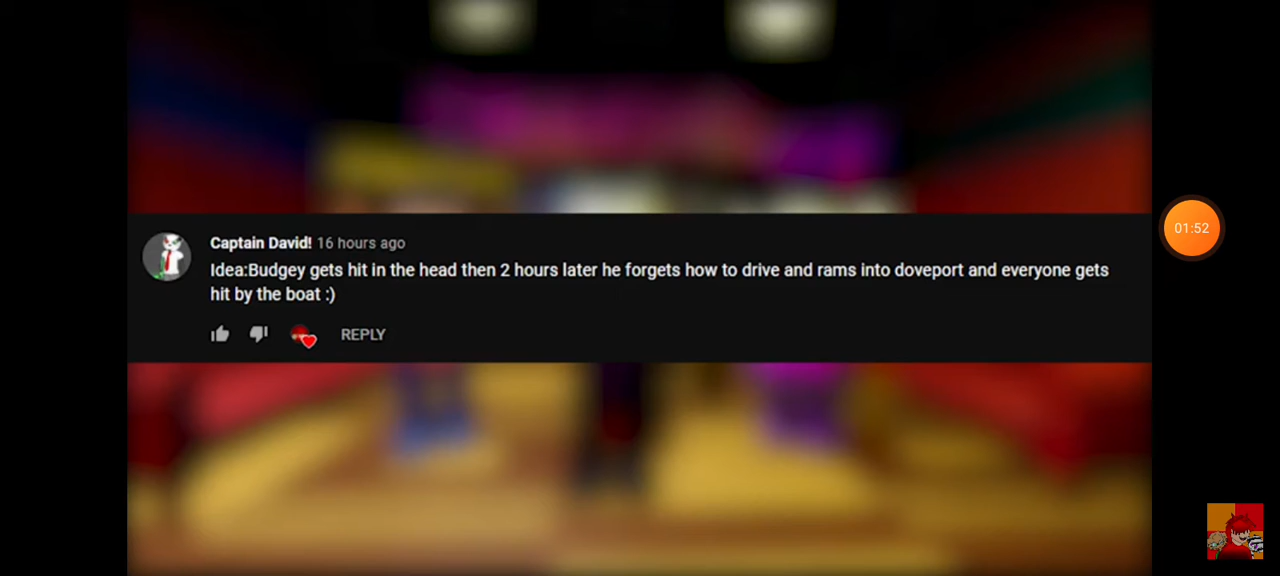 Captain David! 16 hours ago
Idea:Budgey gets hit in the head then 2 hours later he forgets how to drive and rams into doveport and everyone gets
hit by the boat :)
REPLY
01:52